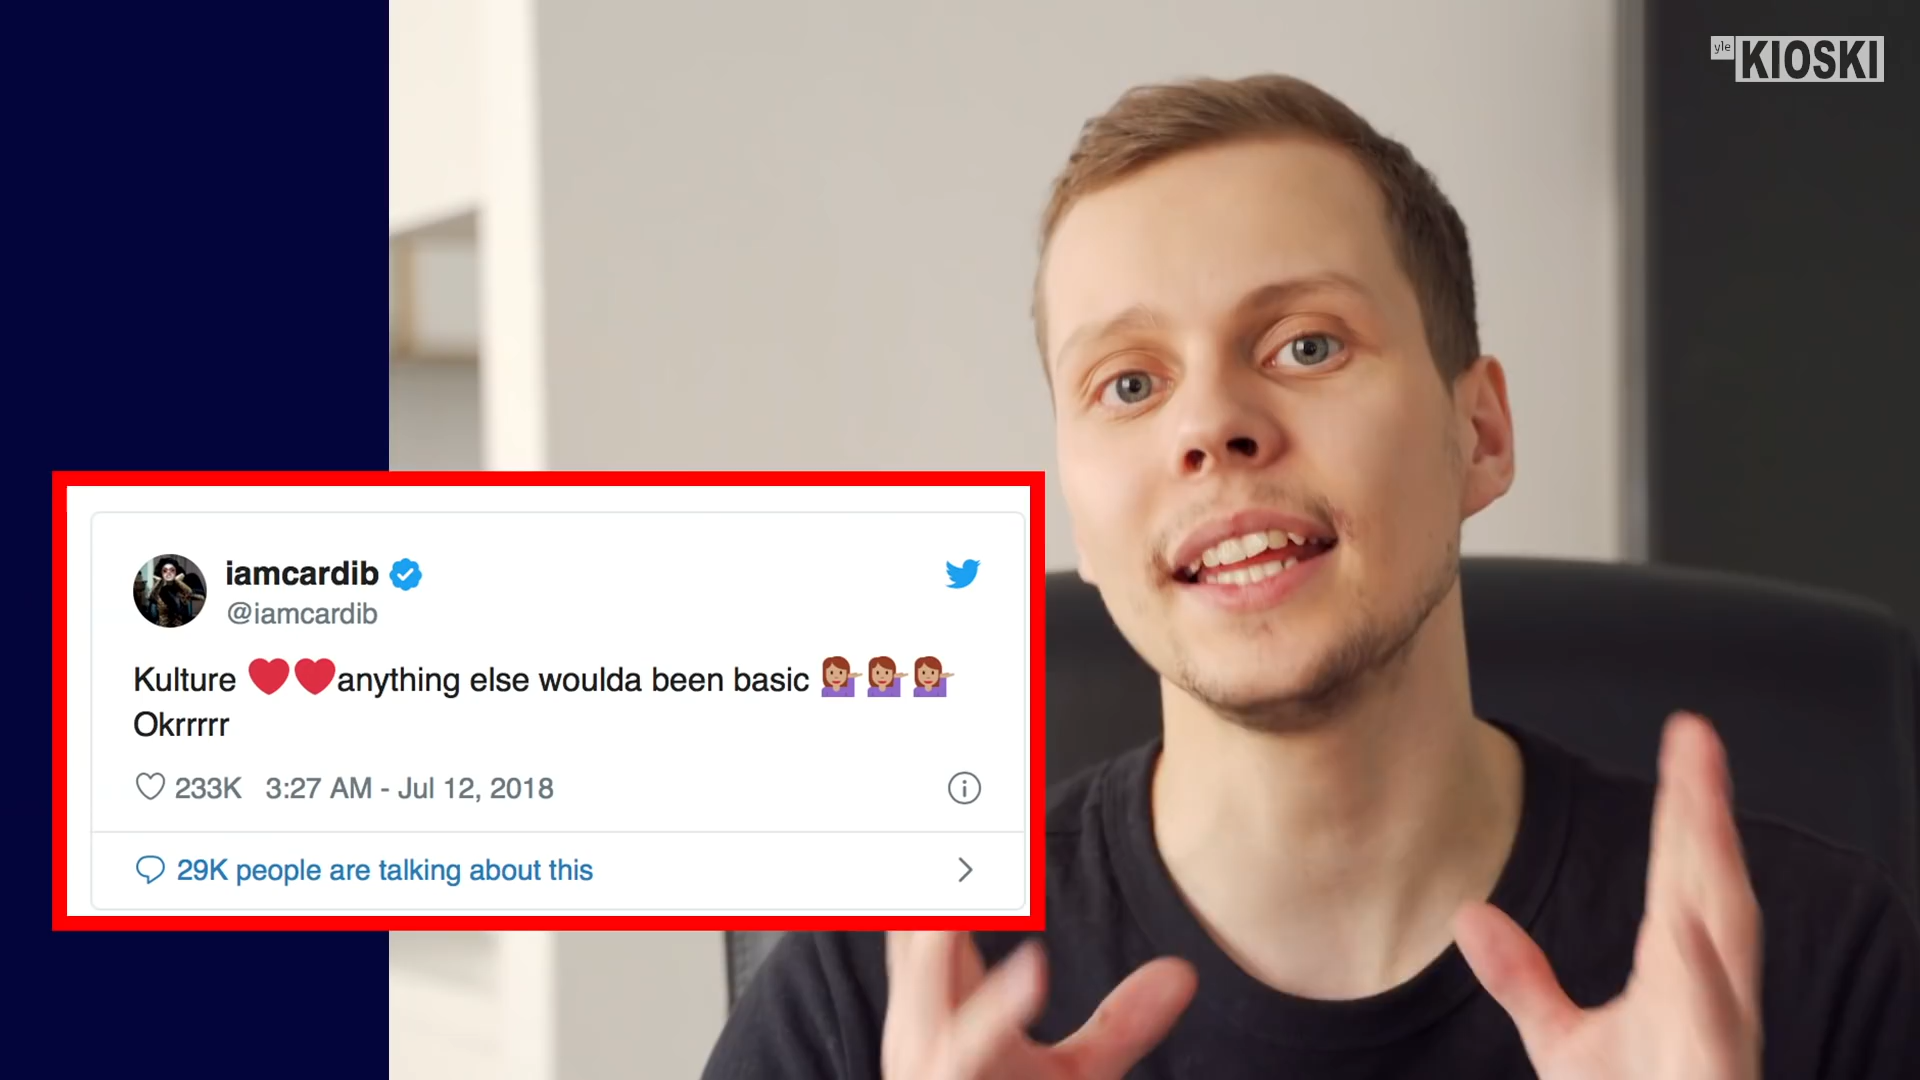 yle KIOSKI
iamcardib
@iamcardib
Kulture ❤️❤️anything else woulda been basic 💁🏽💁🏽💁🏽
Okrrrrr
233K 3:27 AM - Jul 12, 2018
29K people are talking about this